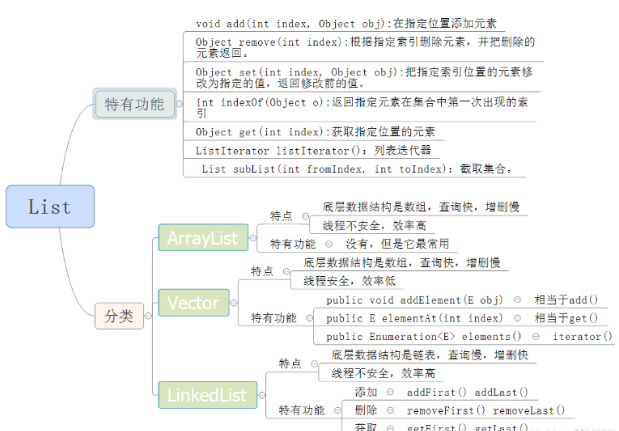 void add(int index, Object obj):在指定位置添加元素
Object remove(int index):根据指定索引删除元素，并把删除的
元素返回。
Object set(int index, Object obj):把指定索引位置的元素修
改为指定的值，返回修改前的值。
int indexOf(Object o):返回指定元素在集合中第一次出现的索
引
Object get(int index):获取指定位置的元素
ListIterator listIterator()：列表迭代器
List subList(int fromIndex, int toIndex)：截取集合。
特有功能
List
分类
ArrayList
特点
底层数据结构是数组，查询快，增删慢
线程不安全，效率高
特有功能
没有，但是它最常用
Vector
特点
底层数据结构是数组，查询快，增删慢
线程安全，效率低
特有功能
public void addElement(E obj) 相当于add()
public E elementAt(int index) 相当于get()
public Enumeration<E> elements() iterator()
LinkedList
特点
底层数据结构是链表，查询慢，增删快
线程不安全，效率高
特有功能
添加 addFirst() addLast()
删除 removeFirst() removeLast()
获取 getFirst() getLast()